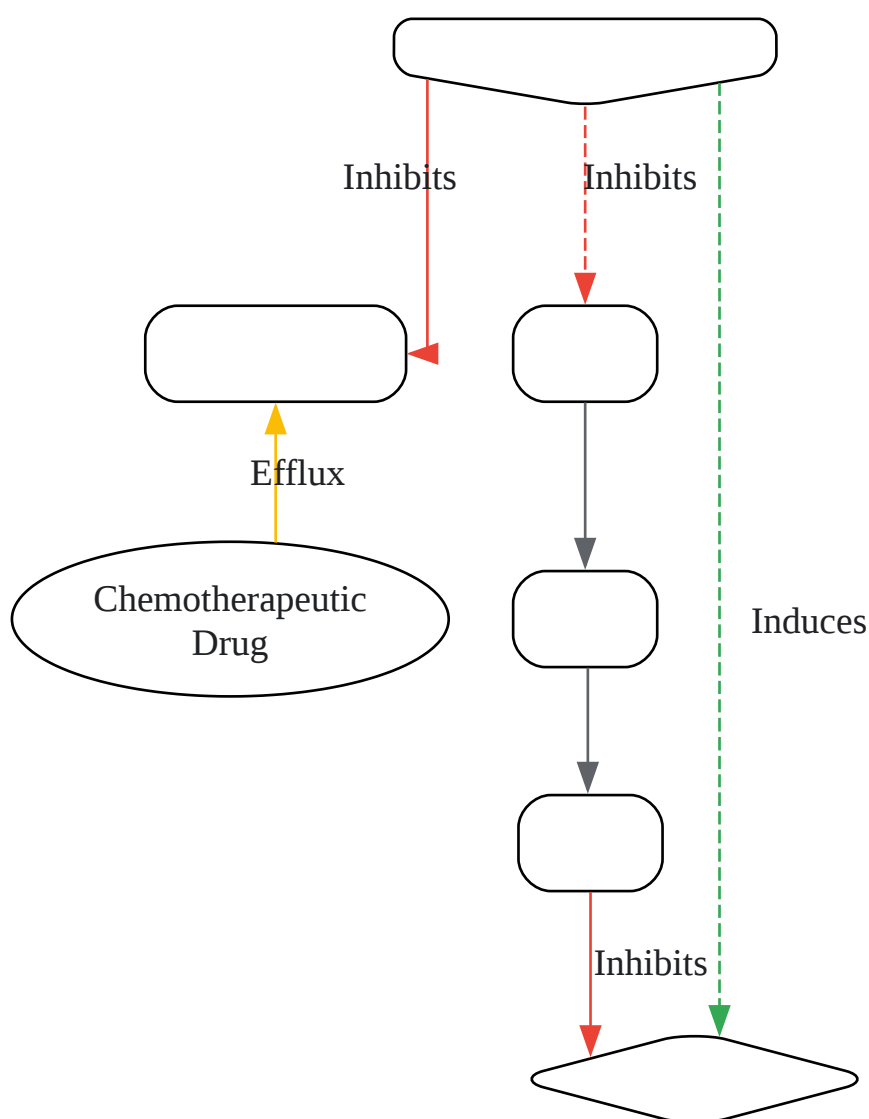 Inhibits
Inhibits
Efflux
Chemotherapeutic
Drug
Induces
Inhibits